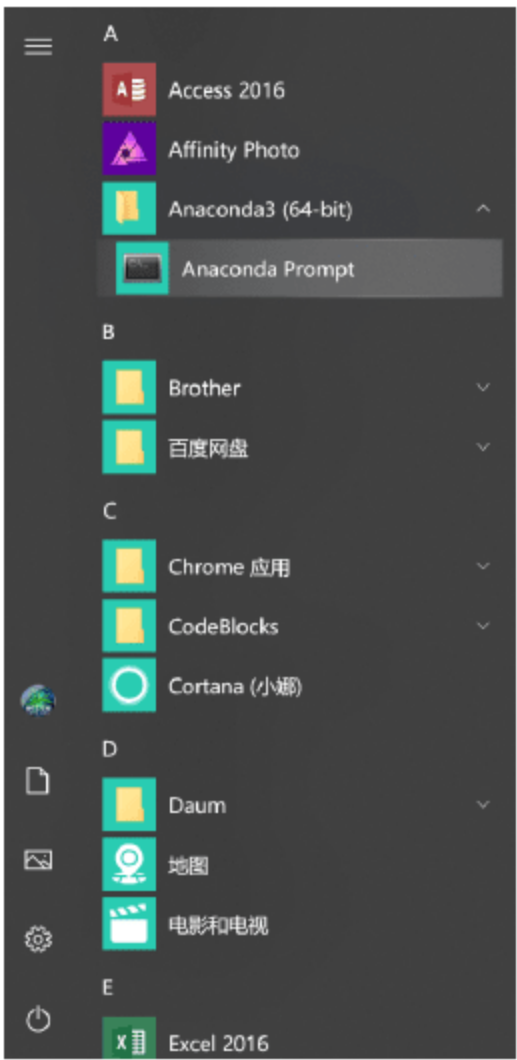 A
Access 2016
Affinity Photo
Anaconda3 (64-bit)
Anaconda Prompt
B
Brother
百度网盘
C
Chrome 应用
CodeBlocks
Cortana (小娜)
D
Daum
地图
电影和电视
E
Excel 2016